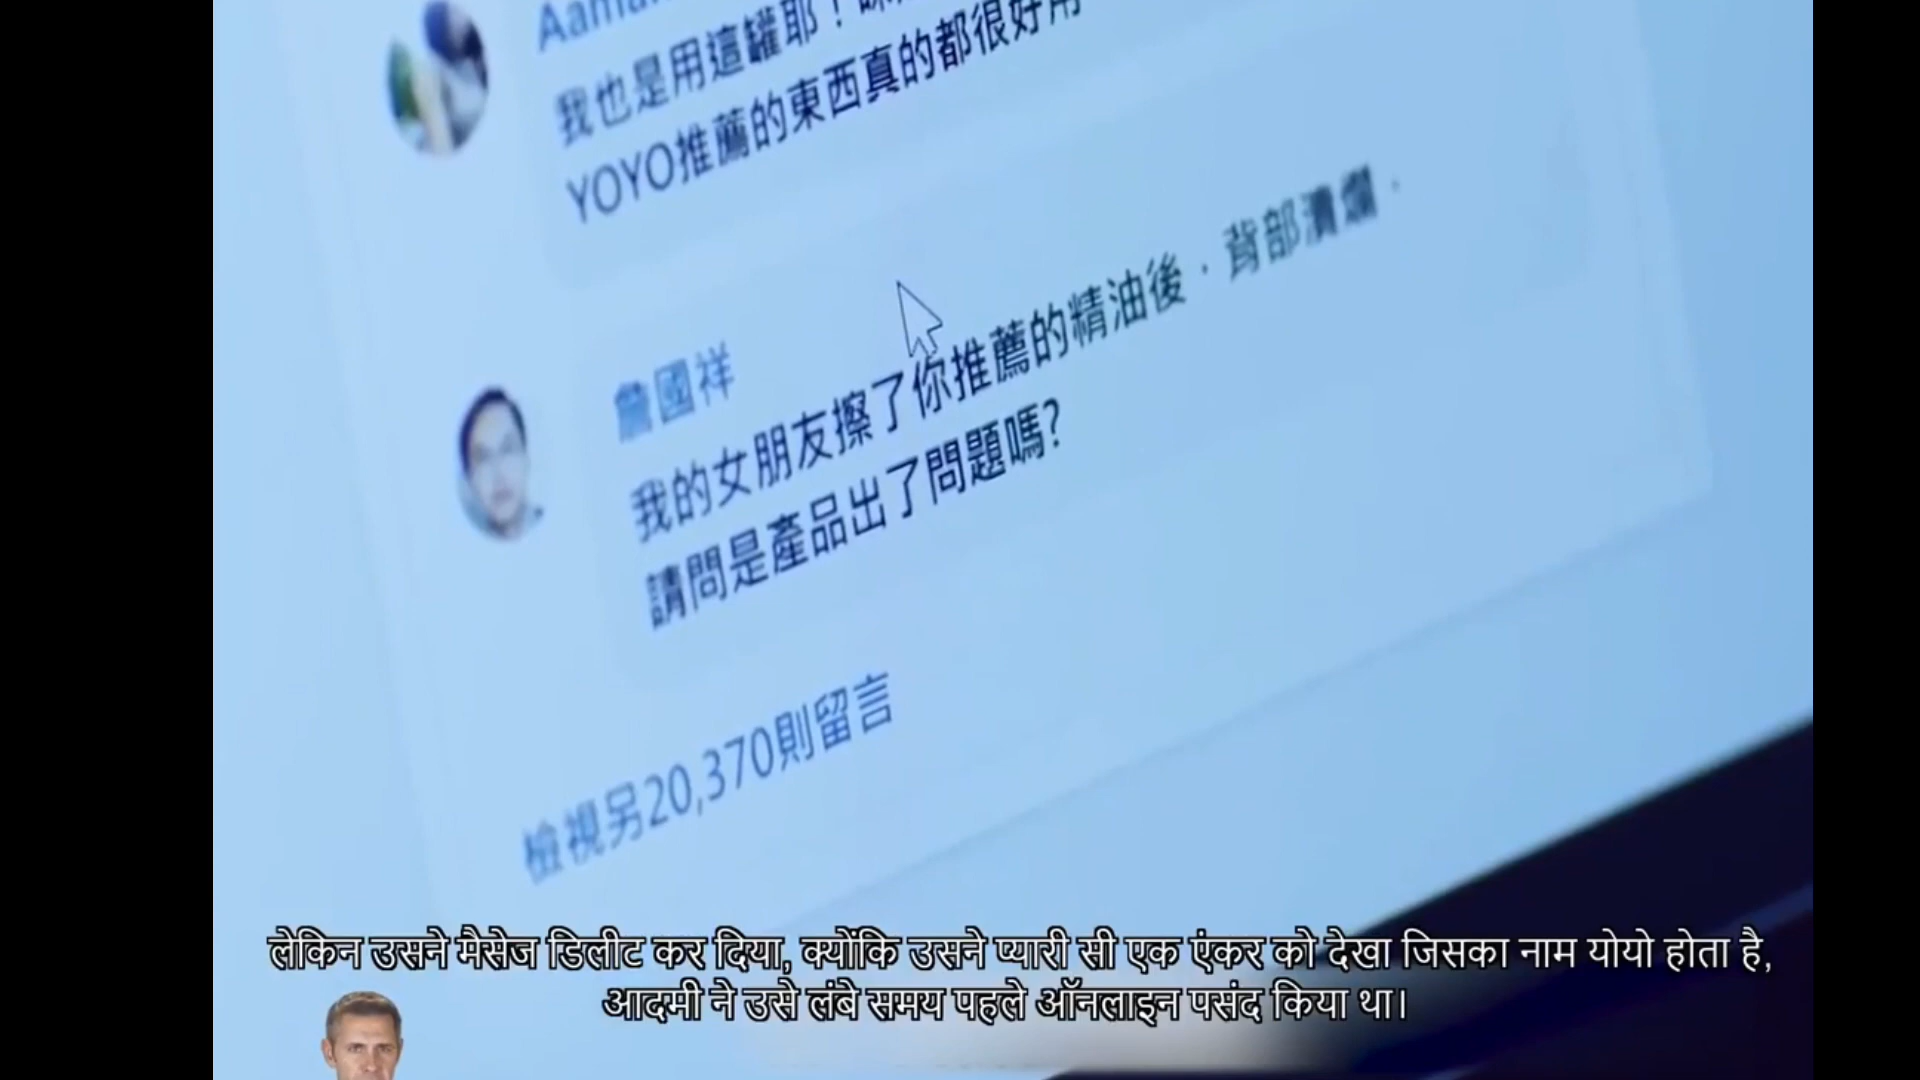 我也是用這罐耶！
YOYO推薦的東西真的都很好用
詹國祥
我的女朋友擦了你推薦的精油後，背部潰爛，
請問是產品出了問題嗎?
檢視另20,370則留言
लेकिन उसने मैसेज डिलीट कर दिया, क्योंकि उसने प्यारी सी एक एंकर को देखा जिसका नाम योयो होता है,
आदमी ने उसे लंबे समय पहले ऑनलाइन पसंद किया था।